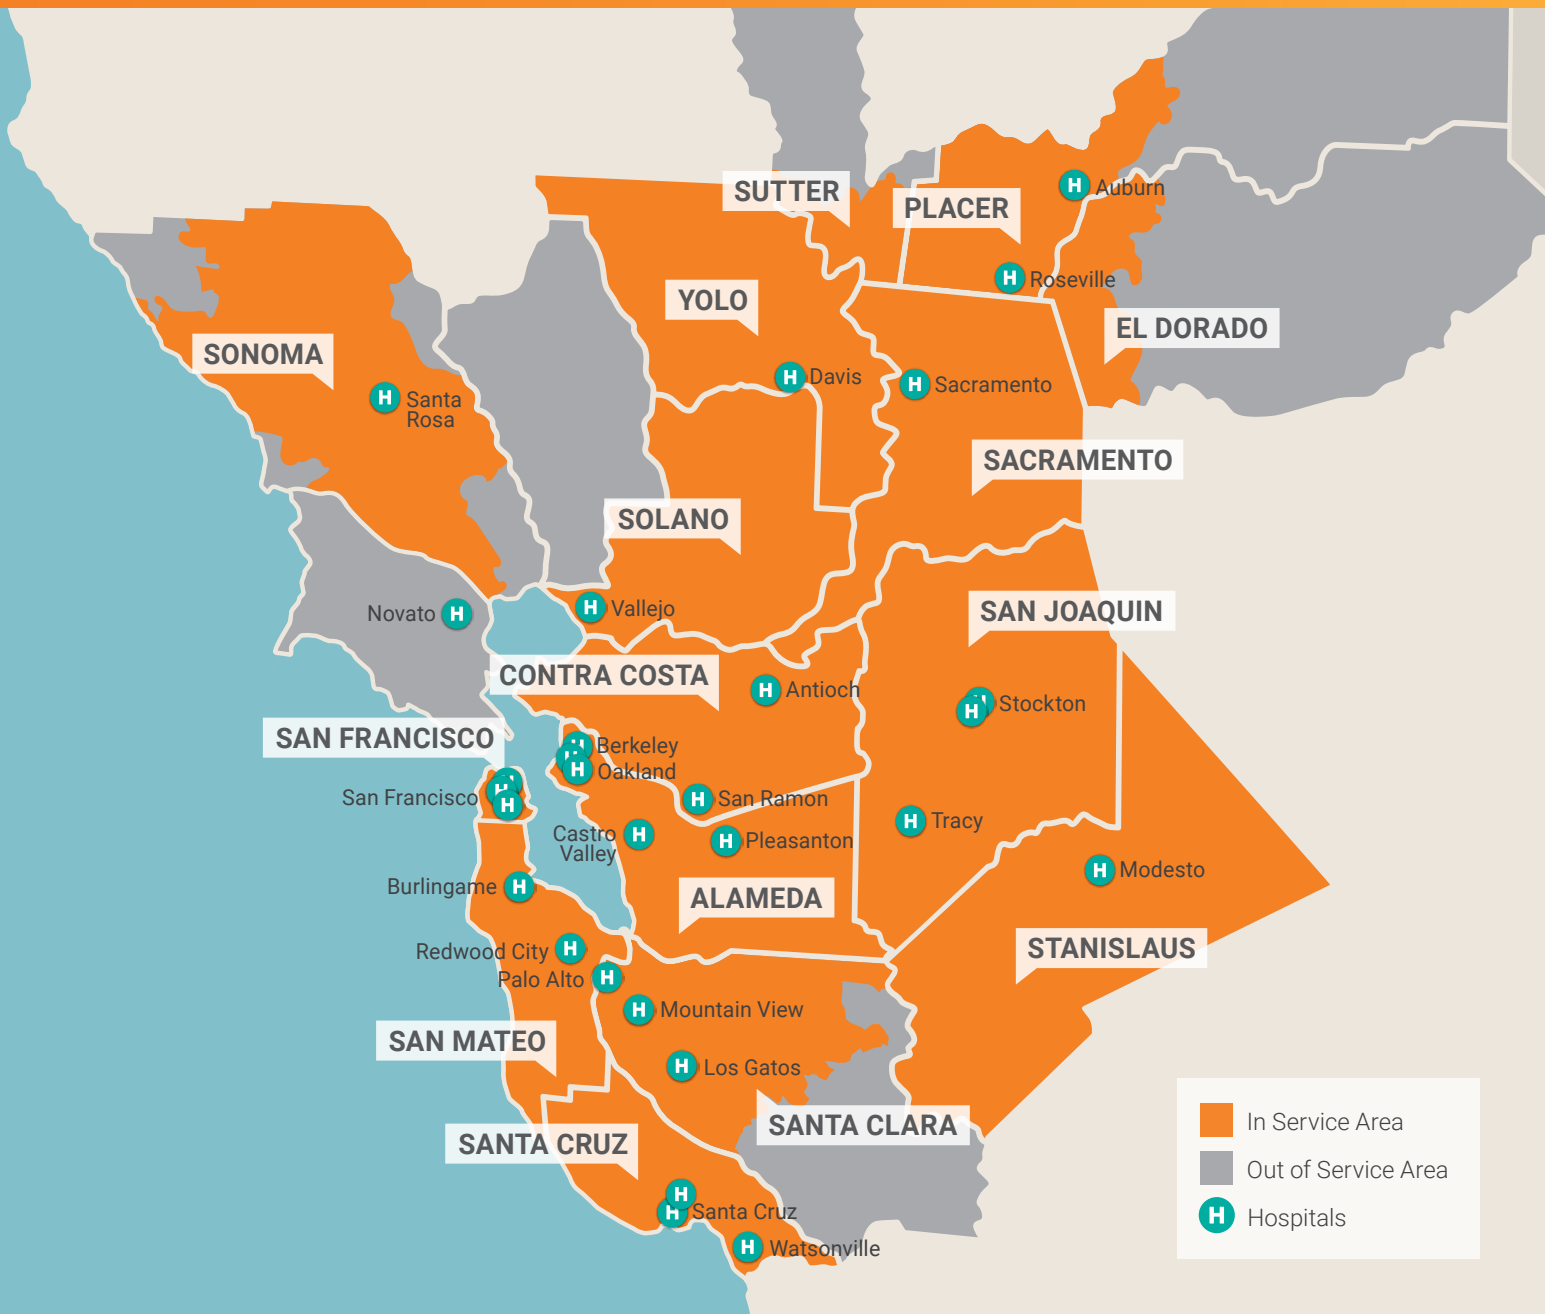 SUTTER
PLACER
H Auburn
H Roseville
YOLO
EL DORADO
SONOMA
H Davis
H Sacramento
H Santa
Rosa
SACRAMENTO
SOLANO
Novato H
H Vallejo
SAN JOAQUIN
CONTRA COSTA
H Antioch
H Stockton
H
SAN FRANCISCO
H Berkeley
H
H Oakland
San Francisco H
H
H
H San Ramon
H Tracy
Castro
Valley H
H Pleasanton
H Modesto
Burlingame H
ALAMEDA
Redwood City H
STANISLAUS
Palo Alto H
H Mountain View
SAN MATEO
H Los Gatos
SANTA CLARA
SANTA CRUZ
H
H Santa Cruz
H Watsonville
In Service Area
Out of Service Area
H Hospitals